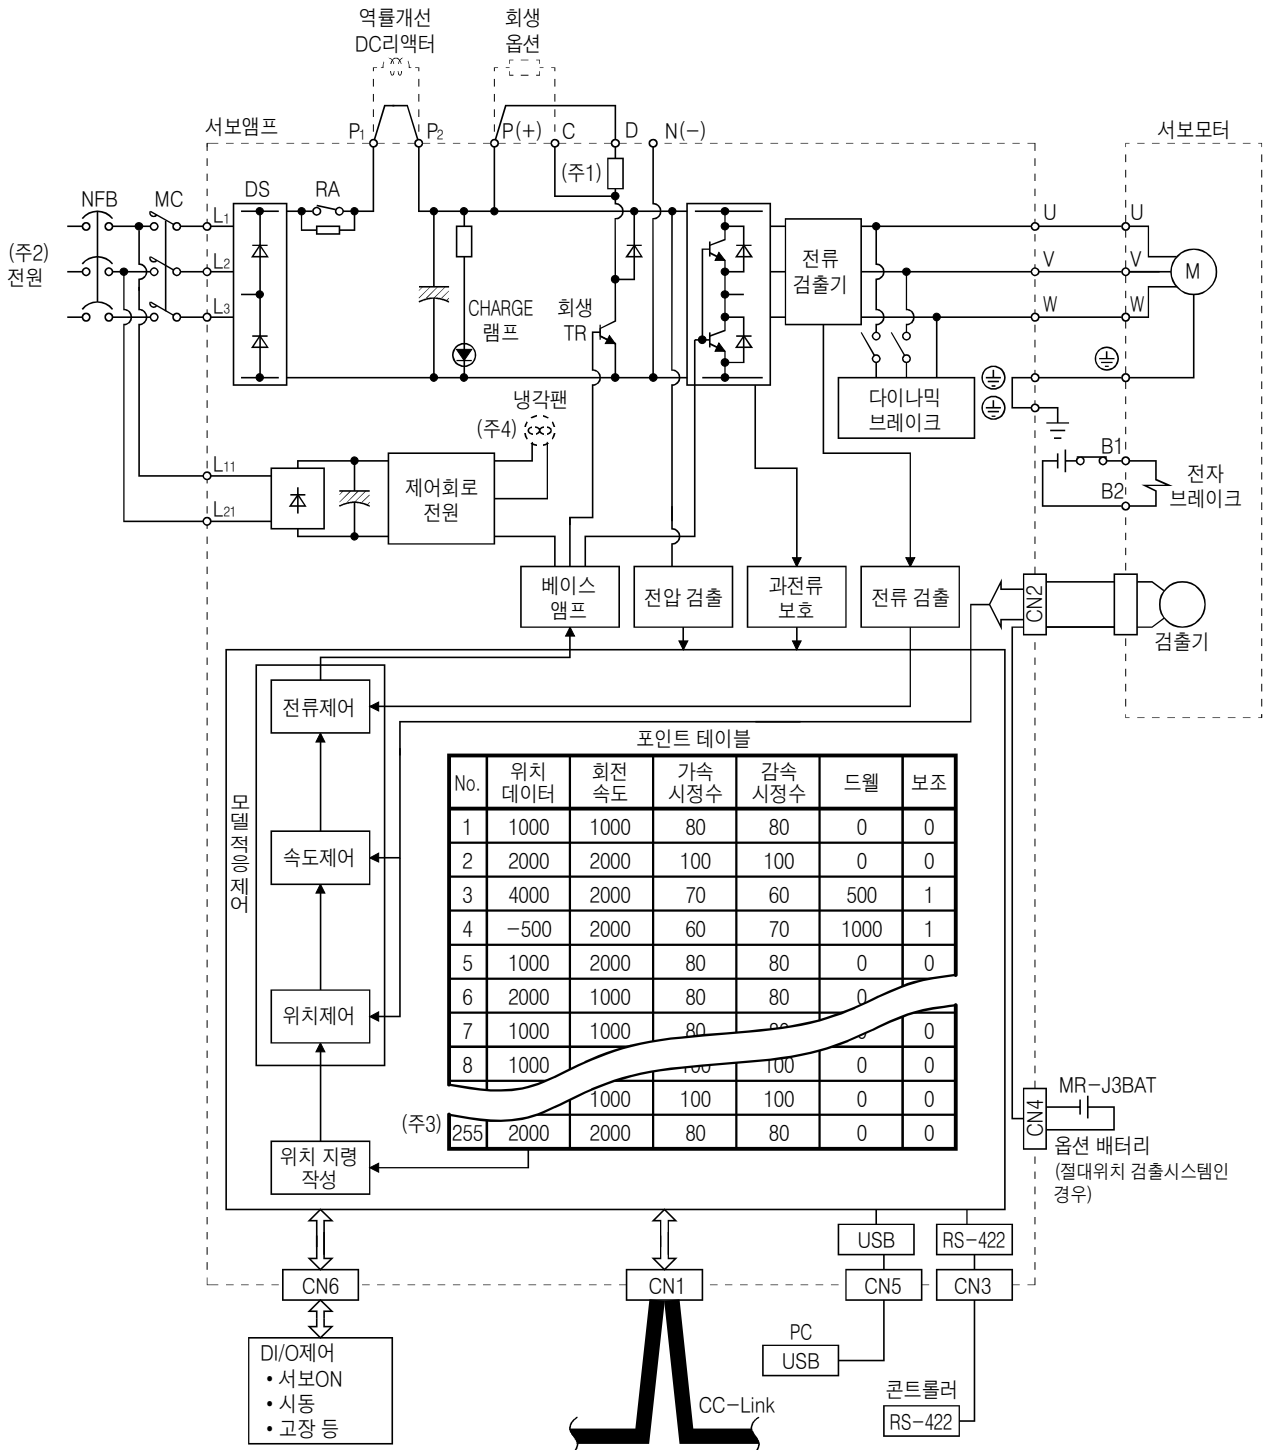 역률개선
DC리액터
회생
옵션
서보앰프
P1
P2
P(+)
C
D
N(-)
서보모터
(주1)
NFB
MC
DS
RA
L1
L2
L3
(주2)
전원
CHARGE
램프
회생
TR
전류
검출기
U
V
W
U
V
W
M
다이나믹
브레이크
냉각팬
(주4)
L11
L21
제어회로
전원
B1
B2
전자
브레이크
베이스
앰프
전압 검출
과전류
보호
전류 검출
CN2
검출기
모델 적응 제어
전류제어
속도제어
위치제어
위치 지령
작성
포인트 테이블
No. 위치 데이터 회전 속도 가속 시정수 감속 시정수 드웰 보조
1 1000 1000 80 80 0 0
2 2000 2000 100 100 0 0
3 4000 2000 70 60 500 1
4 -500 2000 60 70 1000 1
5 1000 2000 80 80 0 0
6 2000 1000 80 80 0
7 1000 1000 80 0
8 1000 100 100 0 0
1000 100 100 0 0
(주3) 255 2000 2000 80 80 0 0
CN4
MR-J3BAT
옵션 배터리
(절대위치 검출시스템인
경우)
USB
RS-422
CN6
CN1
CN5
CN3
DI/O제어
• 서보ON
• 시동
• 고장 등
CC-Link
PC
USB
콘트롤러
RS-422